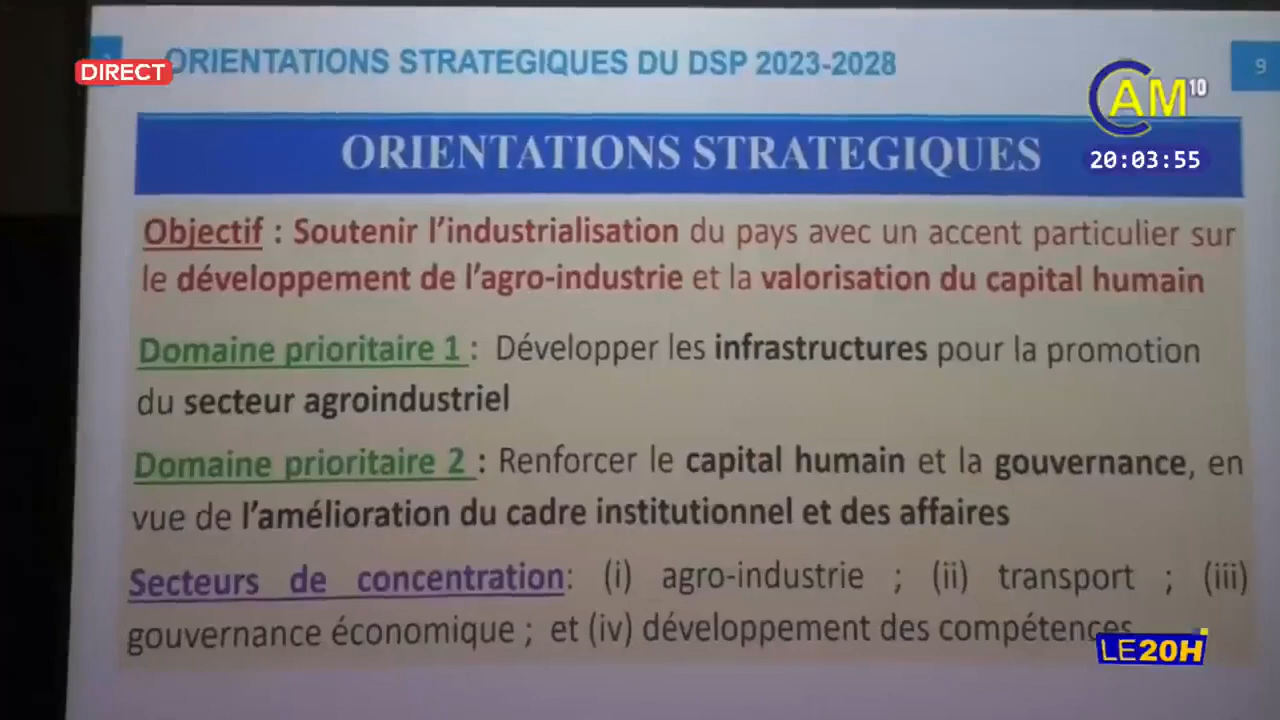 ORIENTATIONS STRATEGIQUES DU DSP 2023-2028
9
DIRECT
CAM10
20:03:55
ORIENTATIONS STRATEGIQUES
Objectif : Soutenir l'industrialisation du pays avec un accent particulier sur
le développement de l'agro-industrie et la valorisation du capital humain
Domaine prioritaire 1 : Développer les infrastructures pour la promotion
du secteur agroindustriel
Domaine prioritaire 2 : Renforcer le capital humain et la gouvernance, en
vue de l'amélioration du cadre institutionnel et des affaires
Secteurs de concentration: (i) agro-industrie ; (ii) transport ; (iii)
gouvernance économique ; et (iv) développement des compétences
LE20H